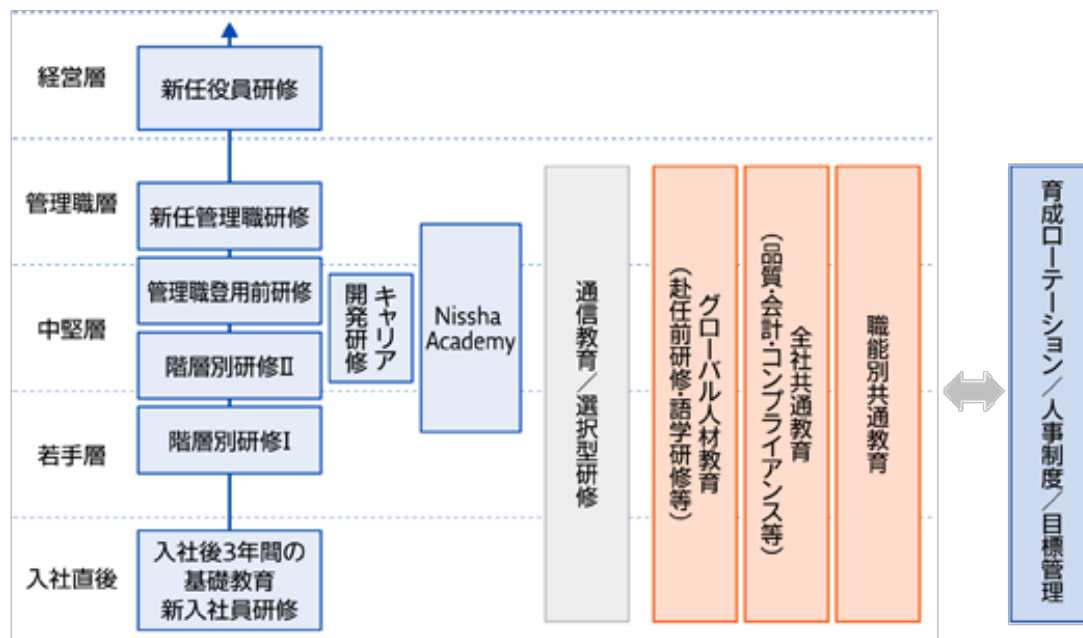 経営層
新任役員研修
管理職層
新任管理職研修
管理職登用前研修
中堅層
階層別研修Ⅱ
キャリア
開発研修
Nissha
Academy
若手層
階層別研修Ⅰ
入社直後
入社後3年間の
基礎教育
新入社員研修
通信教育／選択型研修
グローバル人材教育
（赴任前研修・語学研修等）
全社共通教育
（品質・会計・コンプライアンス等）
職能別共通教育
育成ローテーション／人事制度／目標管理